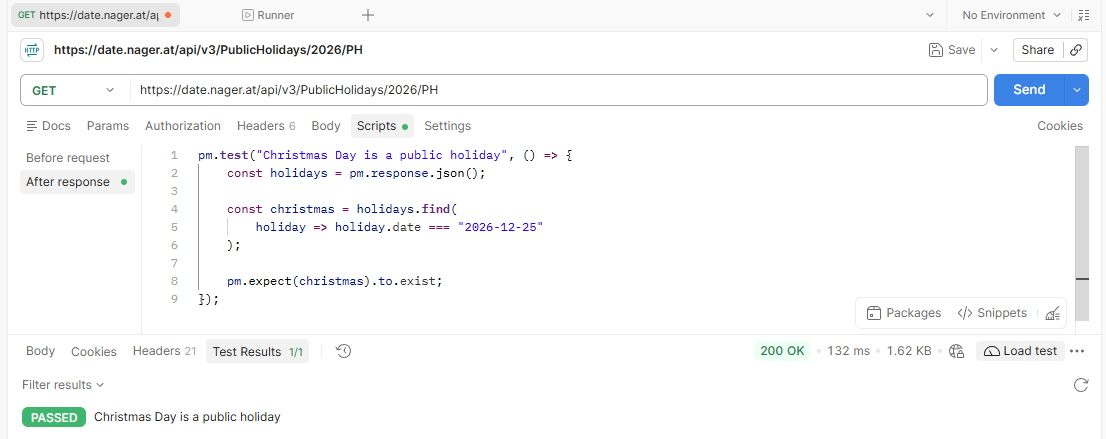 GET https://date.nager.at/a
Runner
No Environment
HTTP https://date.nager.at/api/v3/PublicHolidays/2026/PH
Save
Share
GET https://date.nager.at/api/v3/PublicHolidays/2026/PH
Send
Docs Params Authorization Headers 6 Body Scripts Settings Cookies
Before request
After response
1 pm.test("Christmas Day is a public holiday", () => {
2 const holidays = pm.response.json();
3
4 const christmas = holidays.find(
5 holiday => holiday.date === "2026-12-25"
6 );
7
8 pm.expect(christmas).to.exist;
9 });
Packages </> Snippets
Body Cookies Headers 21 Test Results 1/1 200 OK • 132 ms • 1.62 KB Load test
Filter results
PASSED Christmas Day is a public holiday